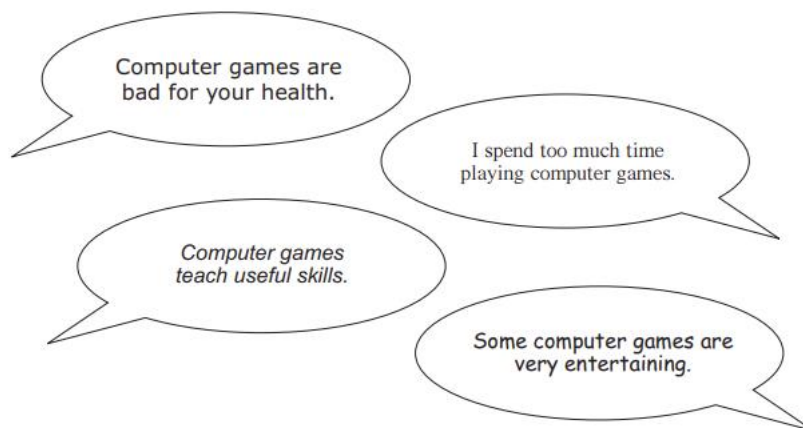 Computer games are
bad for your health.
I spend too much time
playing computer games.
Computer games
teach useful skills.
Some computer games are
very entertaining.